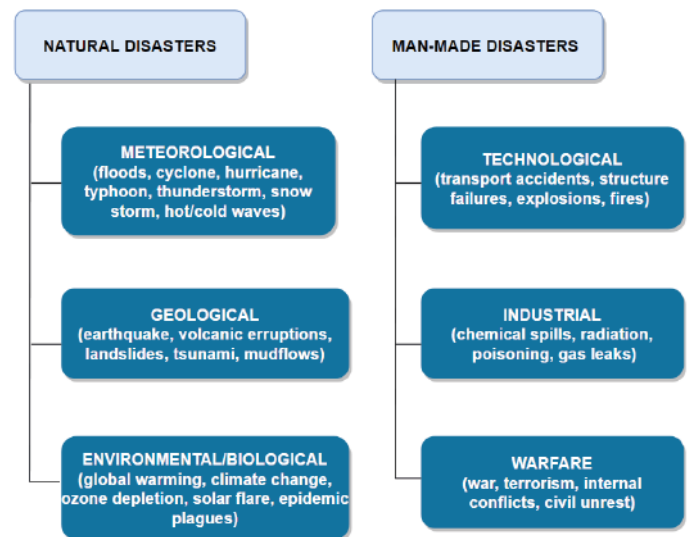 NATURAL DISASTERS
METEOROLOGICAL
(floods, cyclone, hurricane,
typhoon, thunderstorm, snow
storm, hot/cold waves)
GEOLOGICAL
(earthquake, volcanic erruptions,
landslides, tsunami, mudflows)
ENVIRONMENTAL/BIOLOGICAL
(global warming, climate change,
ozone depletion, solar flare, epidemic
plagues)
MAN-MADE DISASTERS
TECHNOLOGICAL
(transport accidents, structure
failures, explosions, fires)
INDUSTRIAL
(chemical spills, radiation,
poisoning, gas leaks)
WARFARE
(war, terrorism, internal
conflicts, civil unrest)